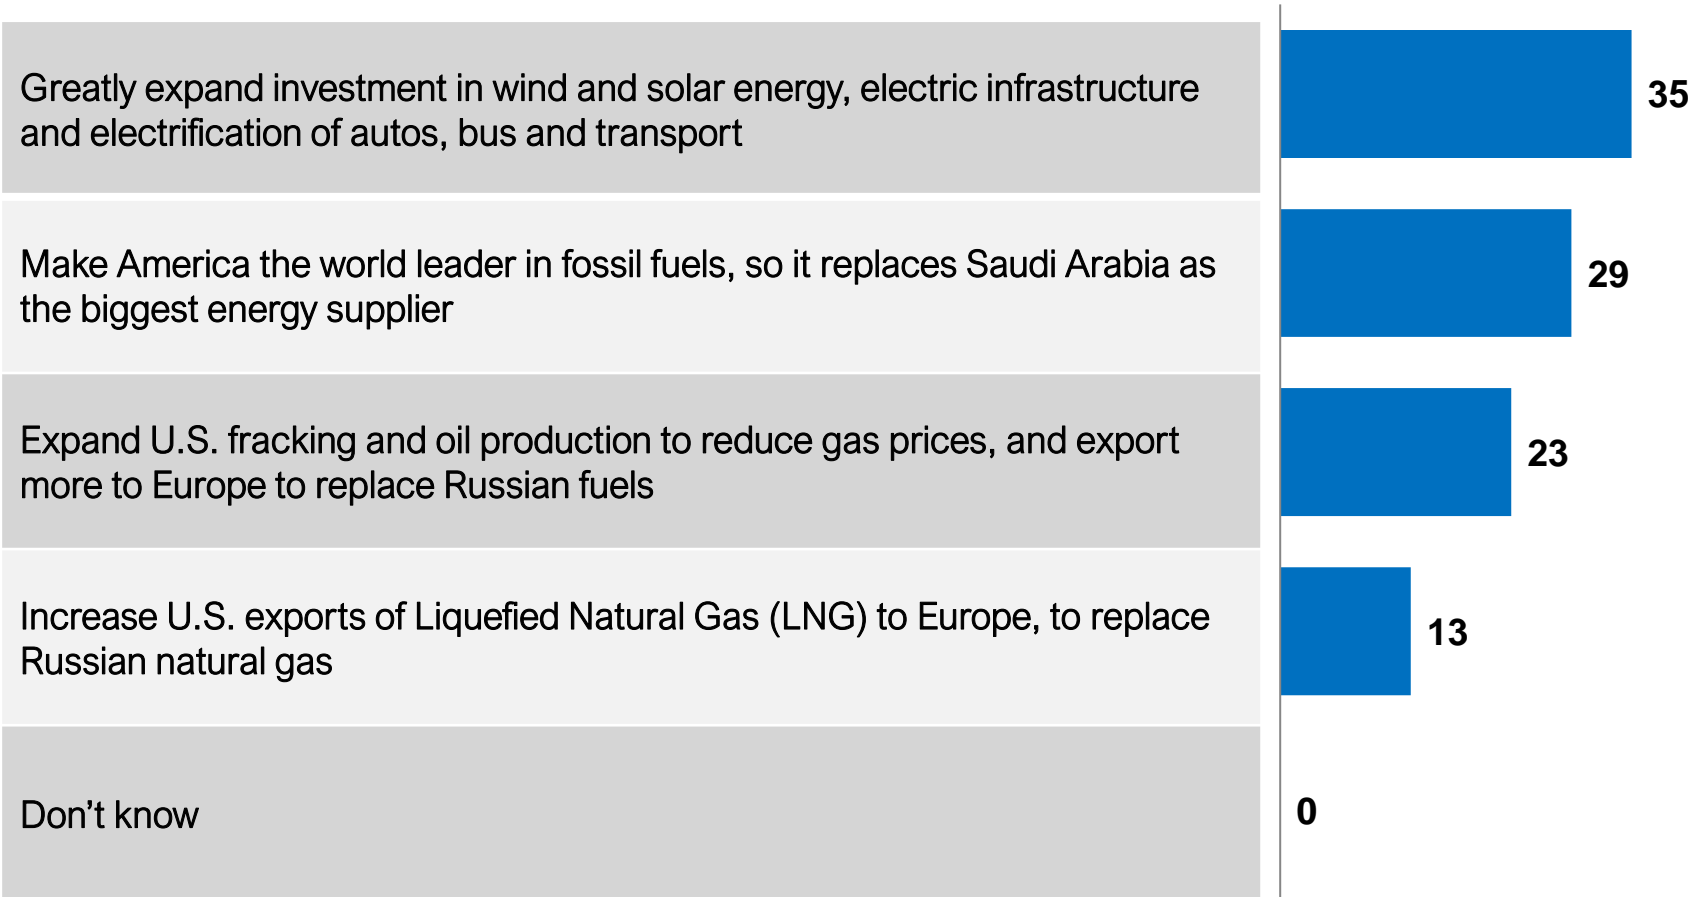 Greatly expand investment in wind and solar energy, electric infrastructure
and electrification of autos, bus and transport
35
Make America the world leader in fossil fuels, so it replaces Saudi Arabia as
the biggest energy supplier
29
Expand U.S. fracking and oil production to reduce gas prices, and export
more to Europe to replace Russian fuels
23
Increase U.S. exports of Liquefied Natural Gas (LNG) to Europe, to replace
Russian natural gas
13
Don’t know
0